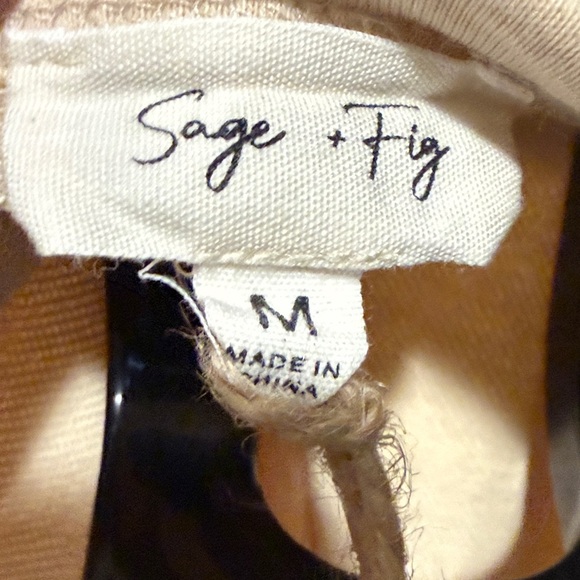 Sage + Fig
M
MADE IN
CHINA